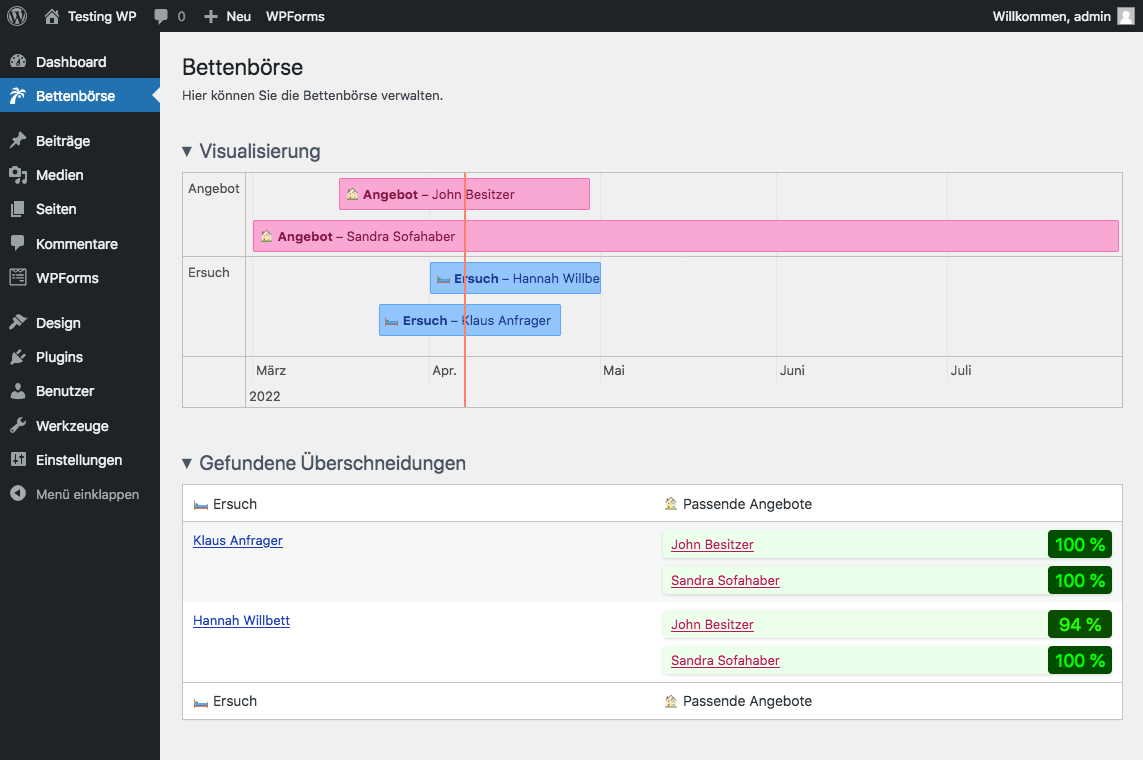 Testing WP 0 Neu WPForms Willkommen, admin
Dashboard
Bettenbörse
Beiträge
Medien
Seiten
Kommentare
WPForms
Design
Plugins
Benutzer
Werkzeuge
Einstellungen
Menü einklappen
Bettenbörse
Hier können Sie die Bettenbörse verwalten.
▼ Visualisierung
Angebot
Angebot – John Besitzer
Angebot – Sandra Sofahaber
Ersuch
Ersuch – Hannah Willbe
Ersuch – Klaus Anfrager
März Apr. Mai Juni Juli
2022
▼ Gefundene Überschneidungen
Ersuch Passende Angebote
Klaus Anfrager John Besitzer 100 %
Sandra Sofahaber 100 %
Hannah Willbett John Besitzer 94 %
Sandra Sofahaber 100 %
Ersuch Passende Angebote